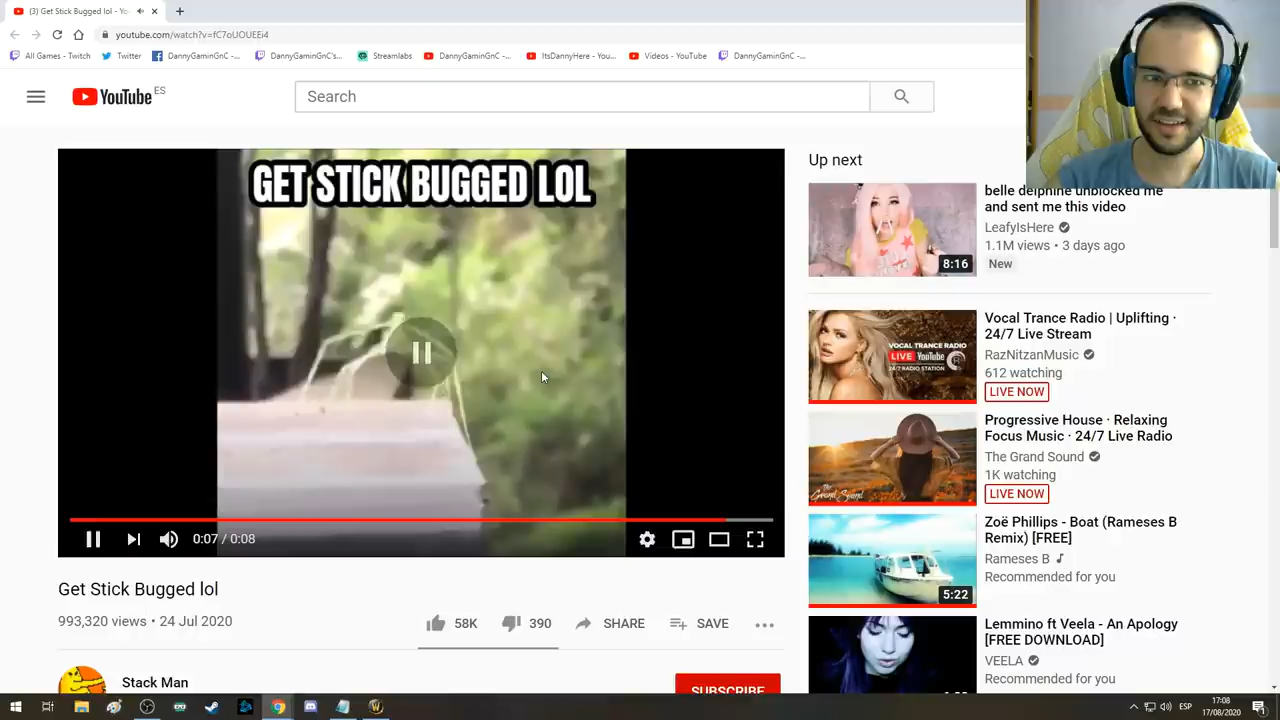 (3) Get Stick Bugged lol - Yo
youtube.com/watch?v=fC7oUOUEEi4
All Games - Twitch
Twitter
DannyGaminGnC -...
DannyGaminGnC's...
Streamlabs
DannyGaminGnC -...
ItsDannyHere - You...
Videos - YouTube
DannyGaminGnC -...
YouTube ES
Search
GET STICK BUGGED LOL
0:07 / 0:08
Get Stick Bugged lol
993,320 views • 24 Jul 2020
58K
390
SHARE
SAVE
Stack Man
SUBSCRIBE
Up next
belle delphine unblocked me
and sent me this video
LeafyIsHere
1.1M views • 3 days ago
New
8:16
Vocal Trance Radio | Uplifting ·
24/7 Live Stream
RazNitzanMusic
612 watching
LIVE NOW
VOCAL TRANCE RADIO
LIVE YouTube
24/7 RADIO STATION
Progressive House · Relaxing
Focus Music · 24/7 Live Radio
The Grand Sound
1K watching
LIVE NOW
The Grand Sound
Zoë Phillips - Boat (Rameses B
Remix) [FREE]
Rameses B
Recommended for you
5:22
Lemmino ft Veela - An Apology
[FREE DOWNLOAD]
VEELA
Recommended for you
ESP
17:08
17/08/2020